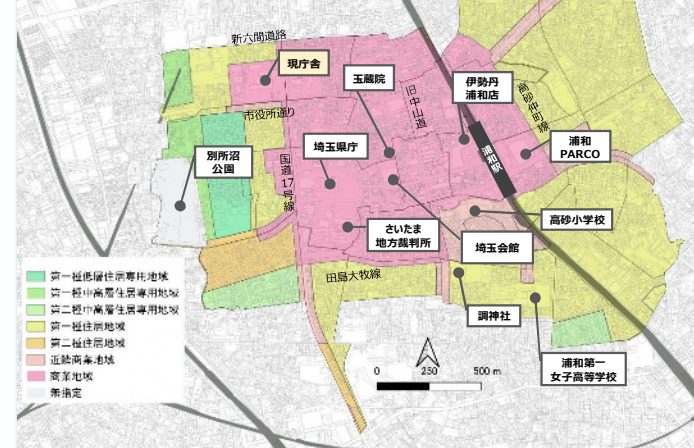 新六間道路
現庁舎
玉蔵院
旧中山道
伊勢丹
浦和店
高砂仲町線
市役所通り
埼玉県庁
別所沼
公園
国道17号線
浦和駅
浦和
PARCO
さいたま
地方裁判所
高砂小学校
埼玉会館
田島大牧線
調神社
浦和第一
女子高等学校
第一種低層住居専用地域
第一種中高層住居専用地域
第二種中高層住居専用地域
第一種住居地域
第二種住居地域
近隣商業地域
商業地域
無指定
0 250 500 m